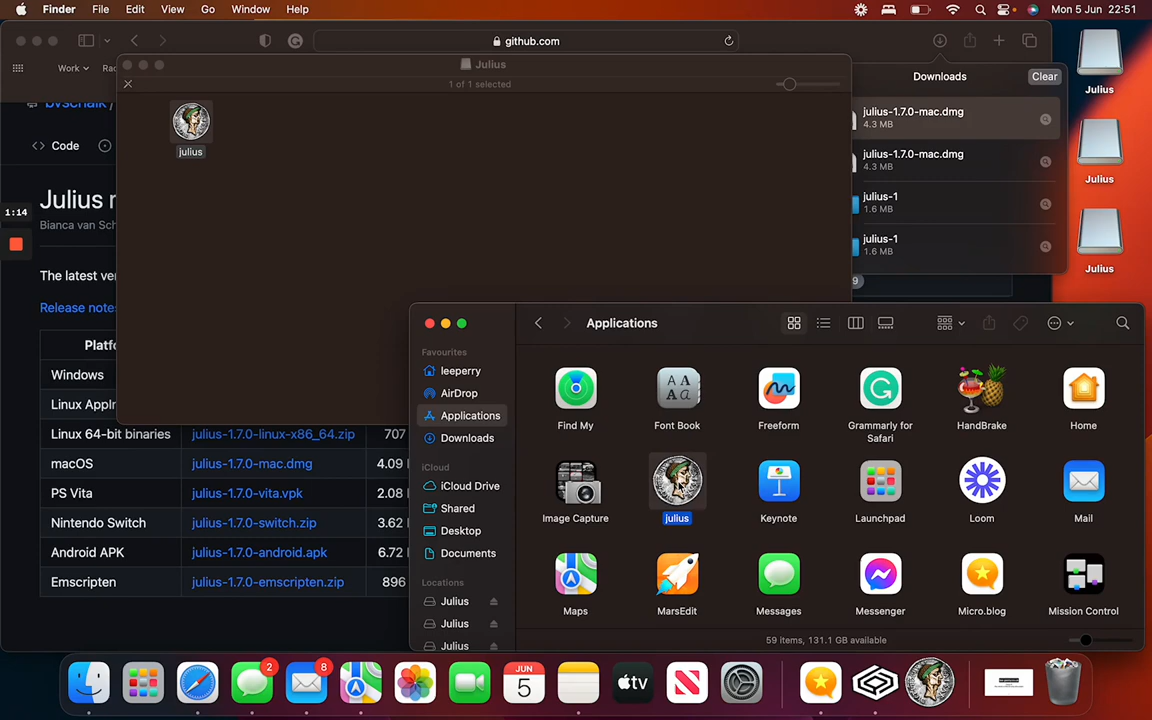 Finder File Edit View Go Window Help Mon 5 Jun 22:51
github.com
Work
Julius
1 of 1 selected
julius
Downloads Clear
julius-1.7.0-mac.dmg
4.3 MB
julius-1.7.0-mac.dmg
4.3 MB
julius-1
1.6 MB
julius-1
1.6 MB
Julius
Julius
Julius
Code
1:14
Julius
Bianca van Sch
The latest ver
Release notes
Platfo
Windows
Linux AppIm
Linux 64-bit binaries julius-1.7.0-linux-x86_64.zip 707
macOS julius-1.7.0-mac.dmg 4.09
PS Vita julius-1.7.0-vita.vpk 2.08
Nintendo Switch julius-1.7.0-switch.zip 3.62
Android APK julius-1.7.0-android.apk 6.72
Emscripten julius-1.7.0-emscripten.zip 896
Favourites
leeperry
AirDrop
Applications
Downloads
iCloud
iCloud Drive
Shared
Desktop
Documents
Locations
Julius
Julius
Julius
Applications
Find My Font Book Freeform Grammarly for Safari HandBrake Home
Image Capture julius Keynote Launchpad Loom Mail
Maps MarsEdit Messages Messenger Micro.blog Mission Control
59 items, 131.1 GB available
2 8 JUN 5 tv